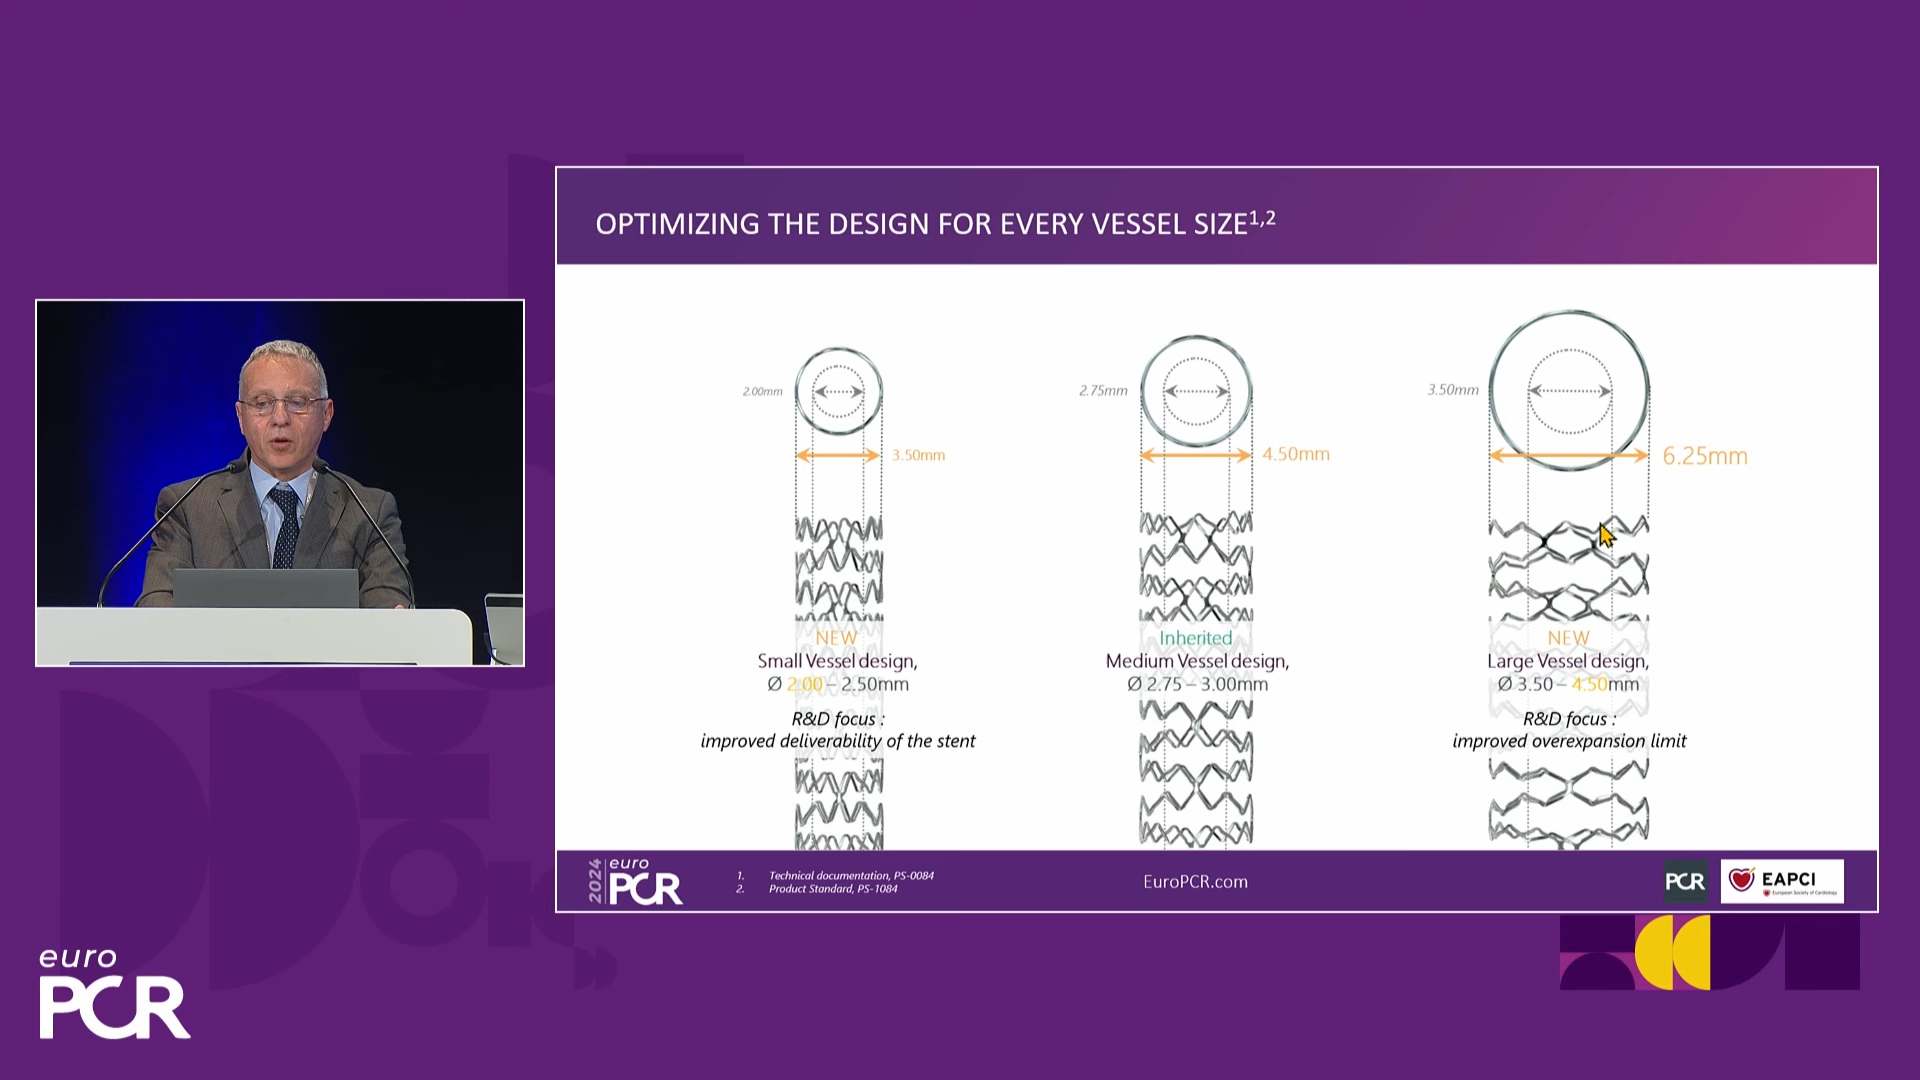 OPTIMIZING THE DESIGN FOR EVERY VESSEL SIZE1,2
2.00mm
3.50mm
2.75mm
4.50mm
3.50mm
6.25mm
NEW
Small Vessel design,
Ø 2.00 – 2.50mm
R&D focus :
improved deliverability of the stent
Inherited
Medium Vessel design,
Ø 2.75 – 3.00mm
NEW
Large Vessel design,
Ø 3.50 – 4.50mm
R&D focus :
improved overexpansion limit
2024
euro
PCR
1. Technical documentation, PS-0084
2. Product Standard, PS-1084
EuroPCR.com
PCR
EAPCI
European Society of Cardiology
euro
PCR